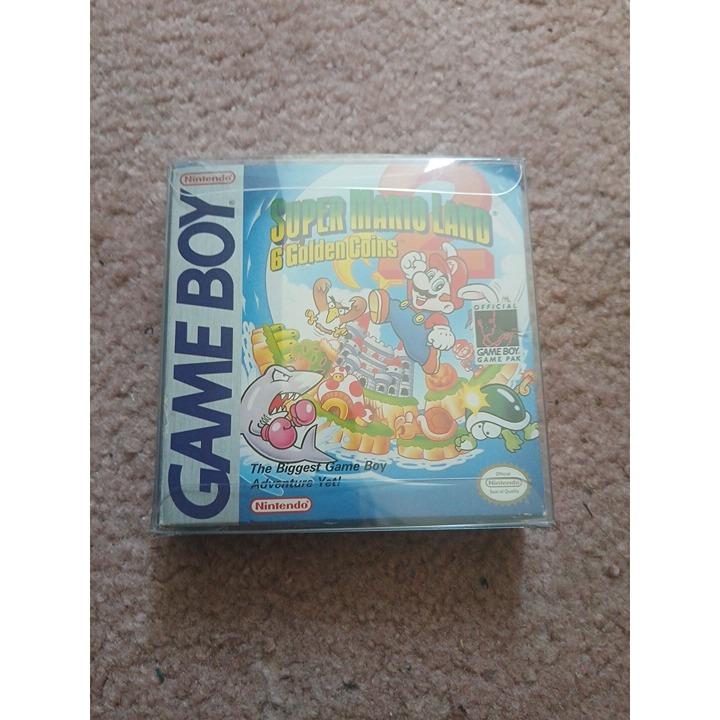 Nintendo
GAME BOY
2
SUPER MARIO LAND
6 Golden Coins
OFFICIAL
GAME BOY
GAME PAK
The Biggest Game Boy
Adventure Yet!
Nintendo
Official
Nintendo
Seal of Quality